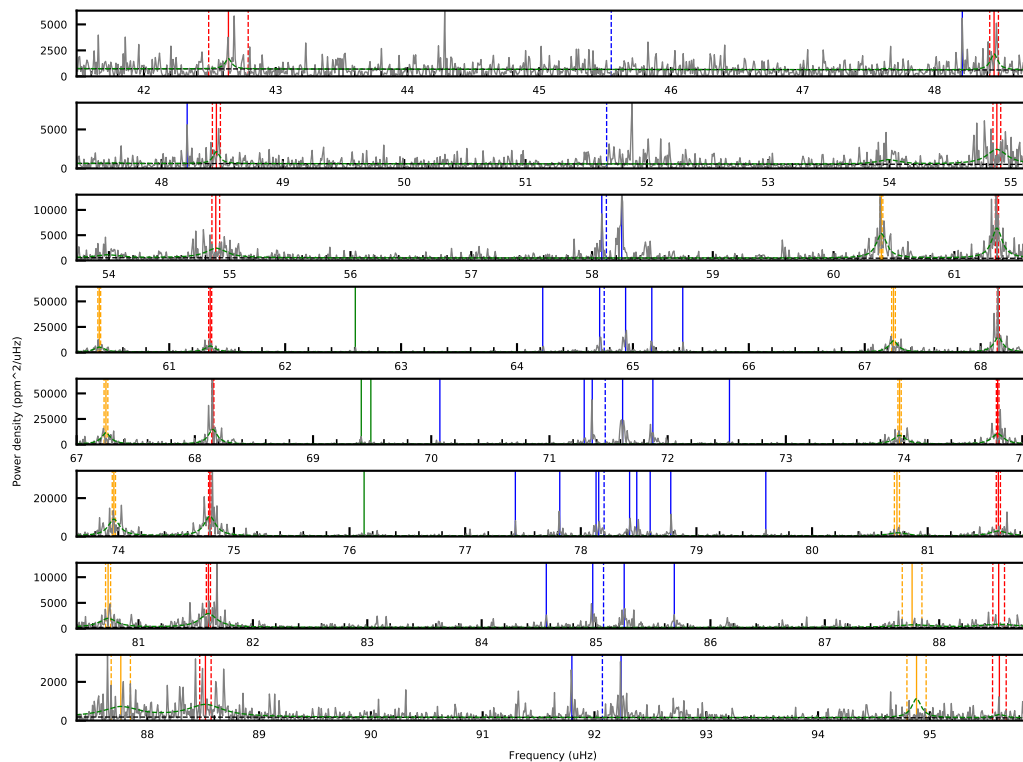 5000
2500
0
42 43 44 45 46 47 48
5000
0
48 49 50 51 52 53 54 55
10000
5000
0
54 55 56 57 58 59 60 61
50000
25000
0
61 62 63 64 65 66 67 68
50000
25000
0
67 68 69 70 71 72 73 74 7
20000
0
74 75 76 77 78 79 80 81
10000
5000
0
81 82 83 84 85 86 87 88
2000
0
88 89 90 91 92 93 94 95
Power density (ppm^2/uHz)
Frequency (uHz)